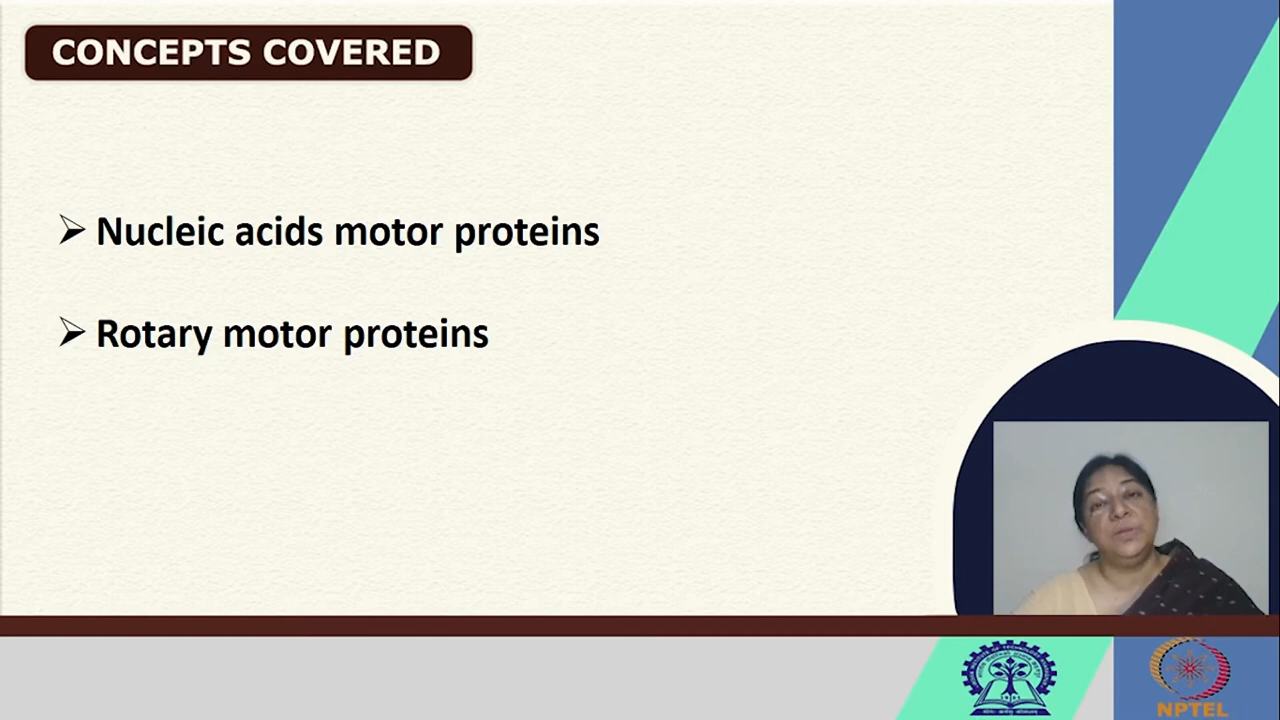 CONCEPTS COVERED
➢ Nucleic acids motor proteins
➢ Rotary motor proteins
NPTEL